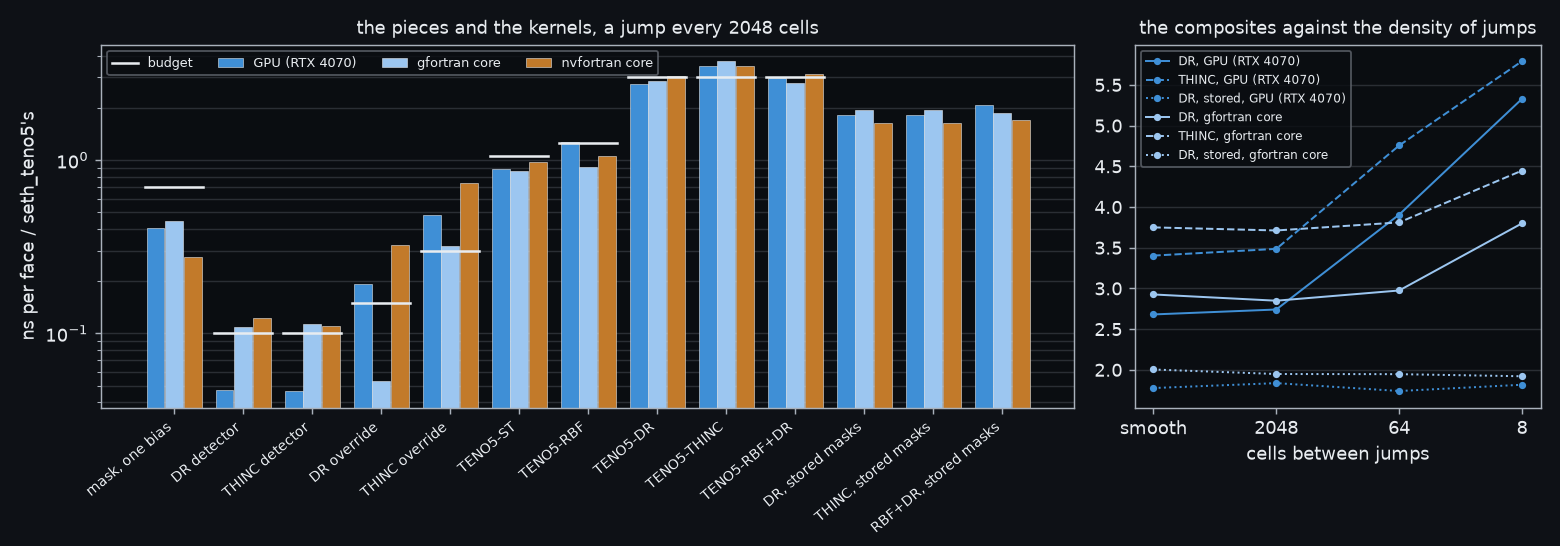 the pieces and the kernels, a jump every 2048 cells
budget
GPU (RTX 4070)
gfortran core
nvfortran core
ns per face / seth_teno5's
10⁰
10⁻¹
mask, one bias
DR detector
THINC detector
DR override
THINC override
TENO5-ST
TENO5-RBF
TENO5-DR
TENO5-THINC
TENO5-RBF+DR
DR, stored masks
THINC, stored masks
RBF+DR, stored masks
the composites against the density of jumps
DR, GPU (RTX 4070)
THINC, GPU (RTX 4070)
DR, stored, GPU (RTX 4070)
DR, gfortran core
THINC, gfortran core
DR, stored, gfortran core
5.5
5.0
4.5
4.0
3.5
3.0
2.5
2.0
smooth
2048
64
8
cells between jumps